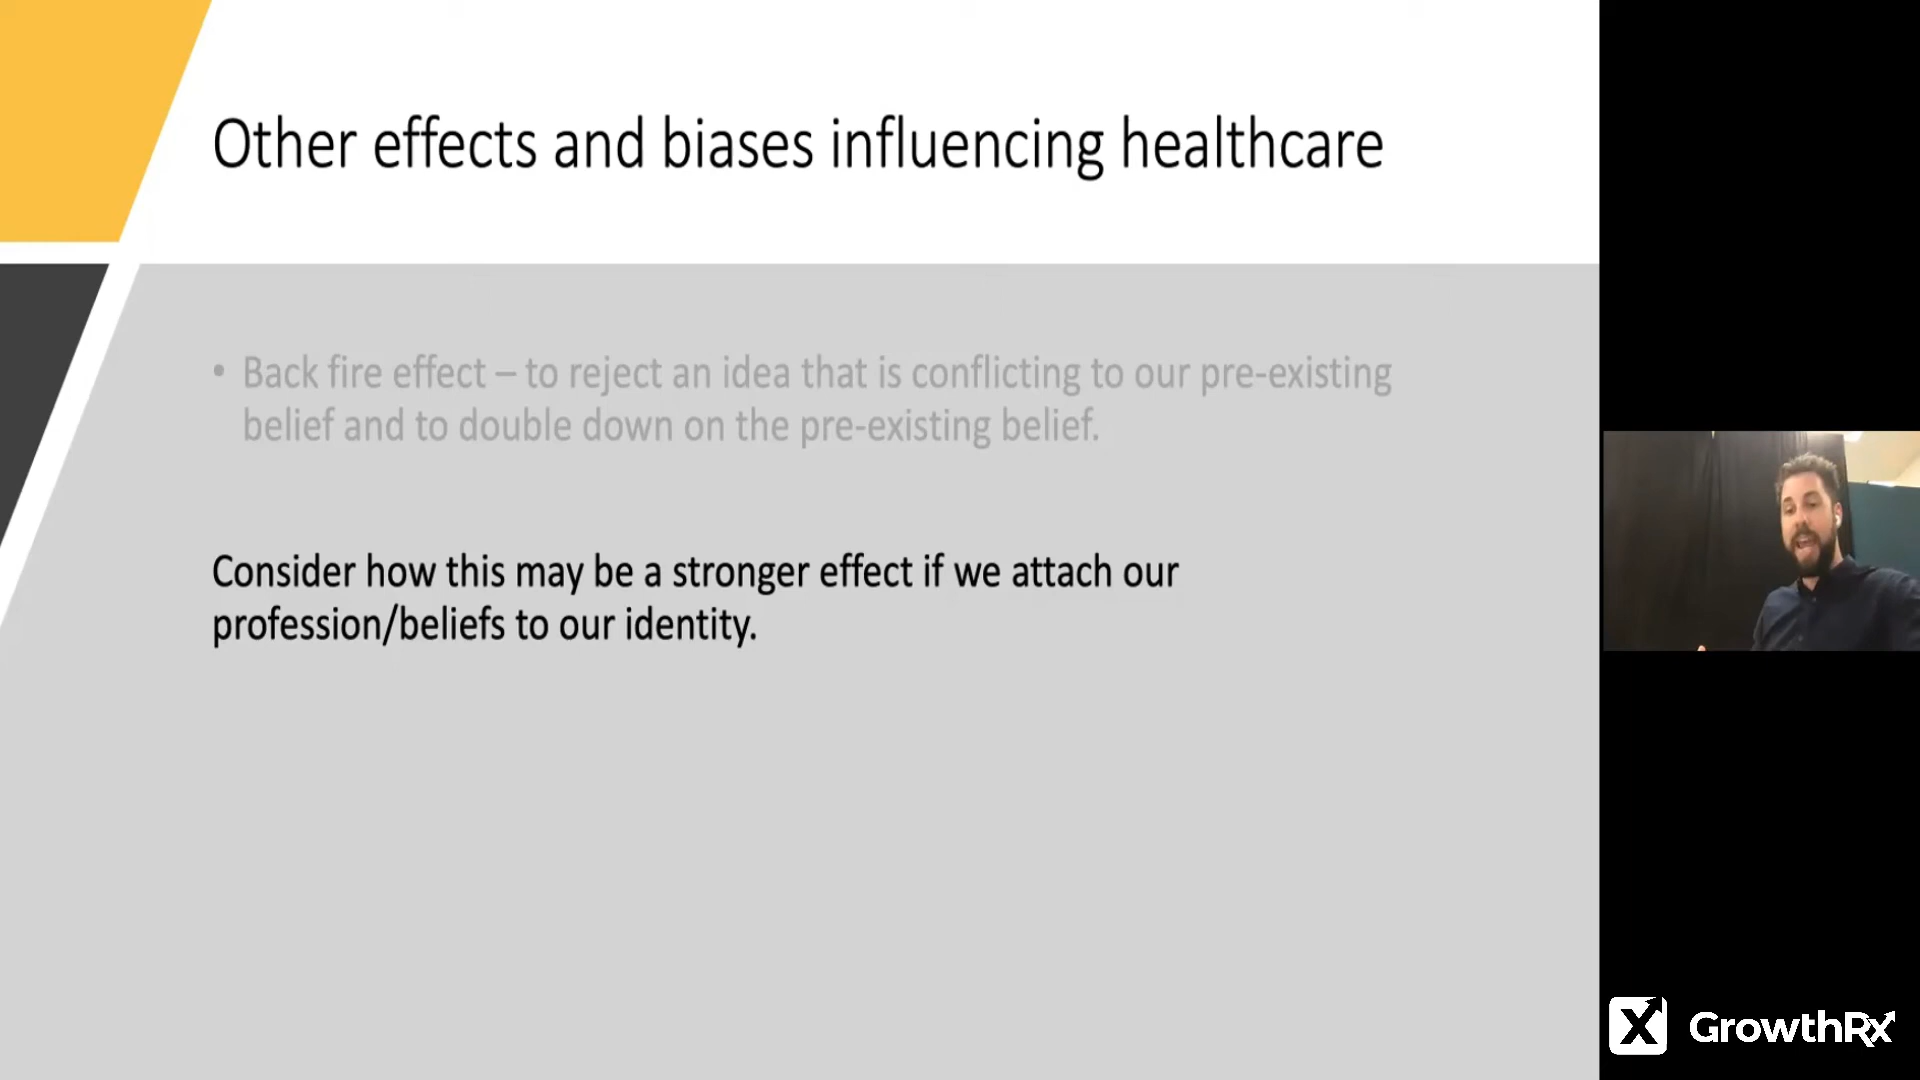 Other effects and biases influencing healthcare
• Back fire effect – to reject an idea that is conflicting to our pre-existing
belief and to double down on the pre-existing belief.
Consider how this may be a stronger effect if we attach our
profession/beliefs to our identity.
X GrowthRx